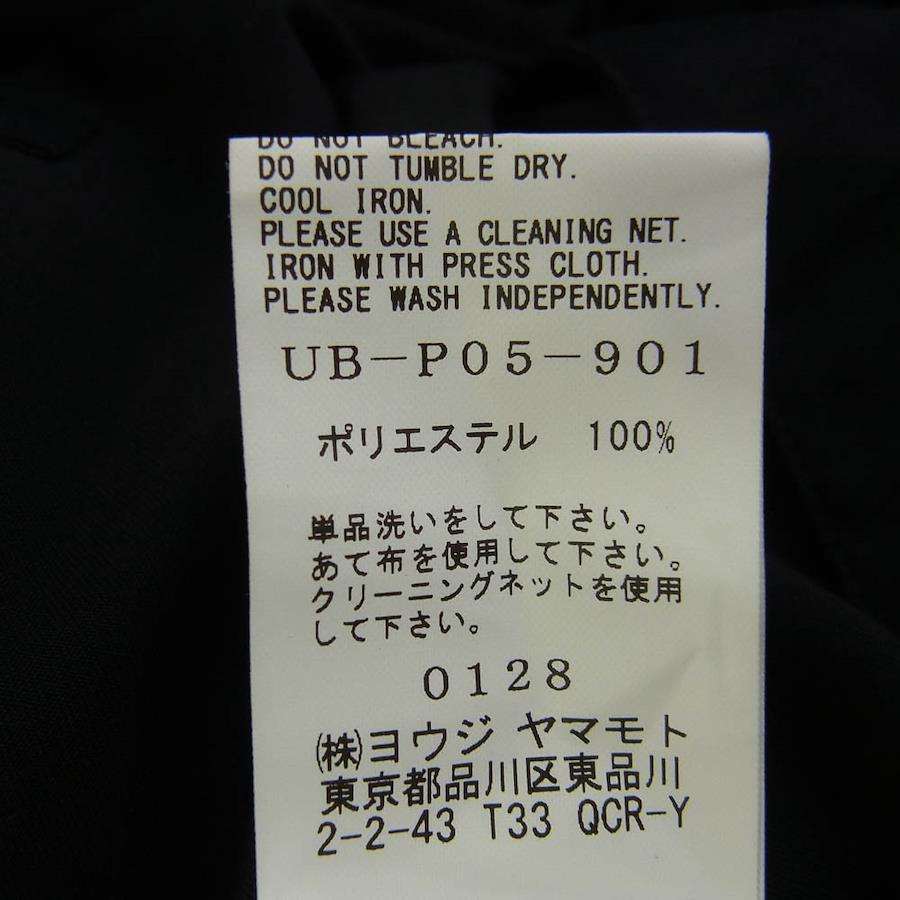 DO NOT BLEACH.
DO NOT TUMBLE DRY.
COOL IRON.
PLEASE USE A CLEANING NET.
IRON WITH PRESS CLOTH.
PLEASE WASH INDEPENDENTLY.
UB-P05-901
ポリエステル 100%
単品洗いをして下さい。
あて布を使用して下さい。
クリーニングネットを使用
して下さい。
0128
(株)ヨウジ ヤマモト
東京都品川区東品川
2-2-43 T33 QCR-Y